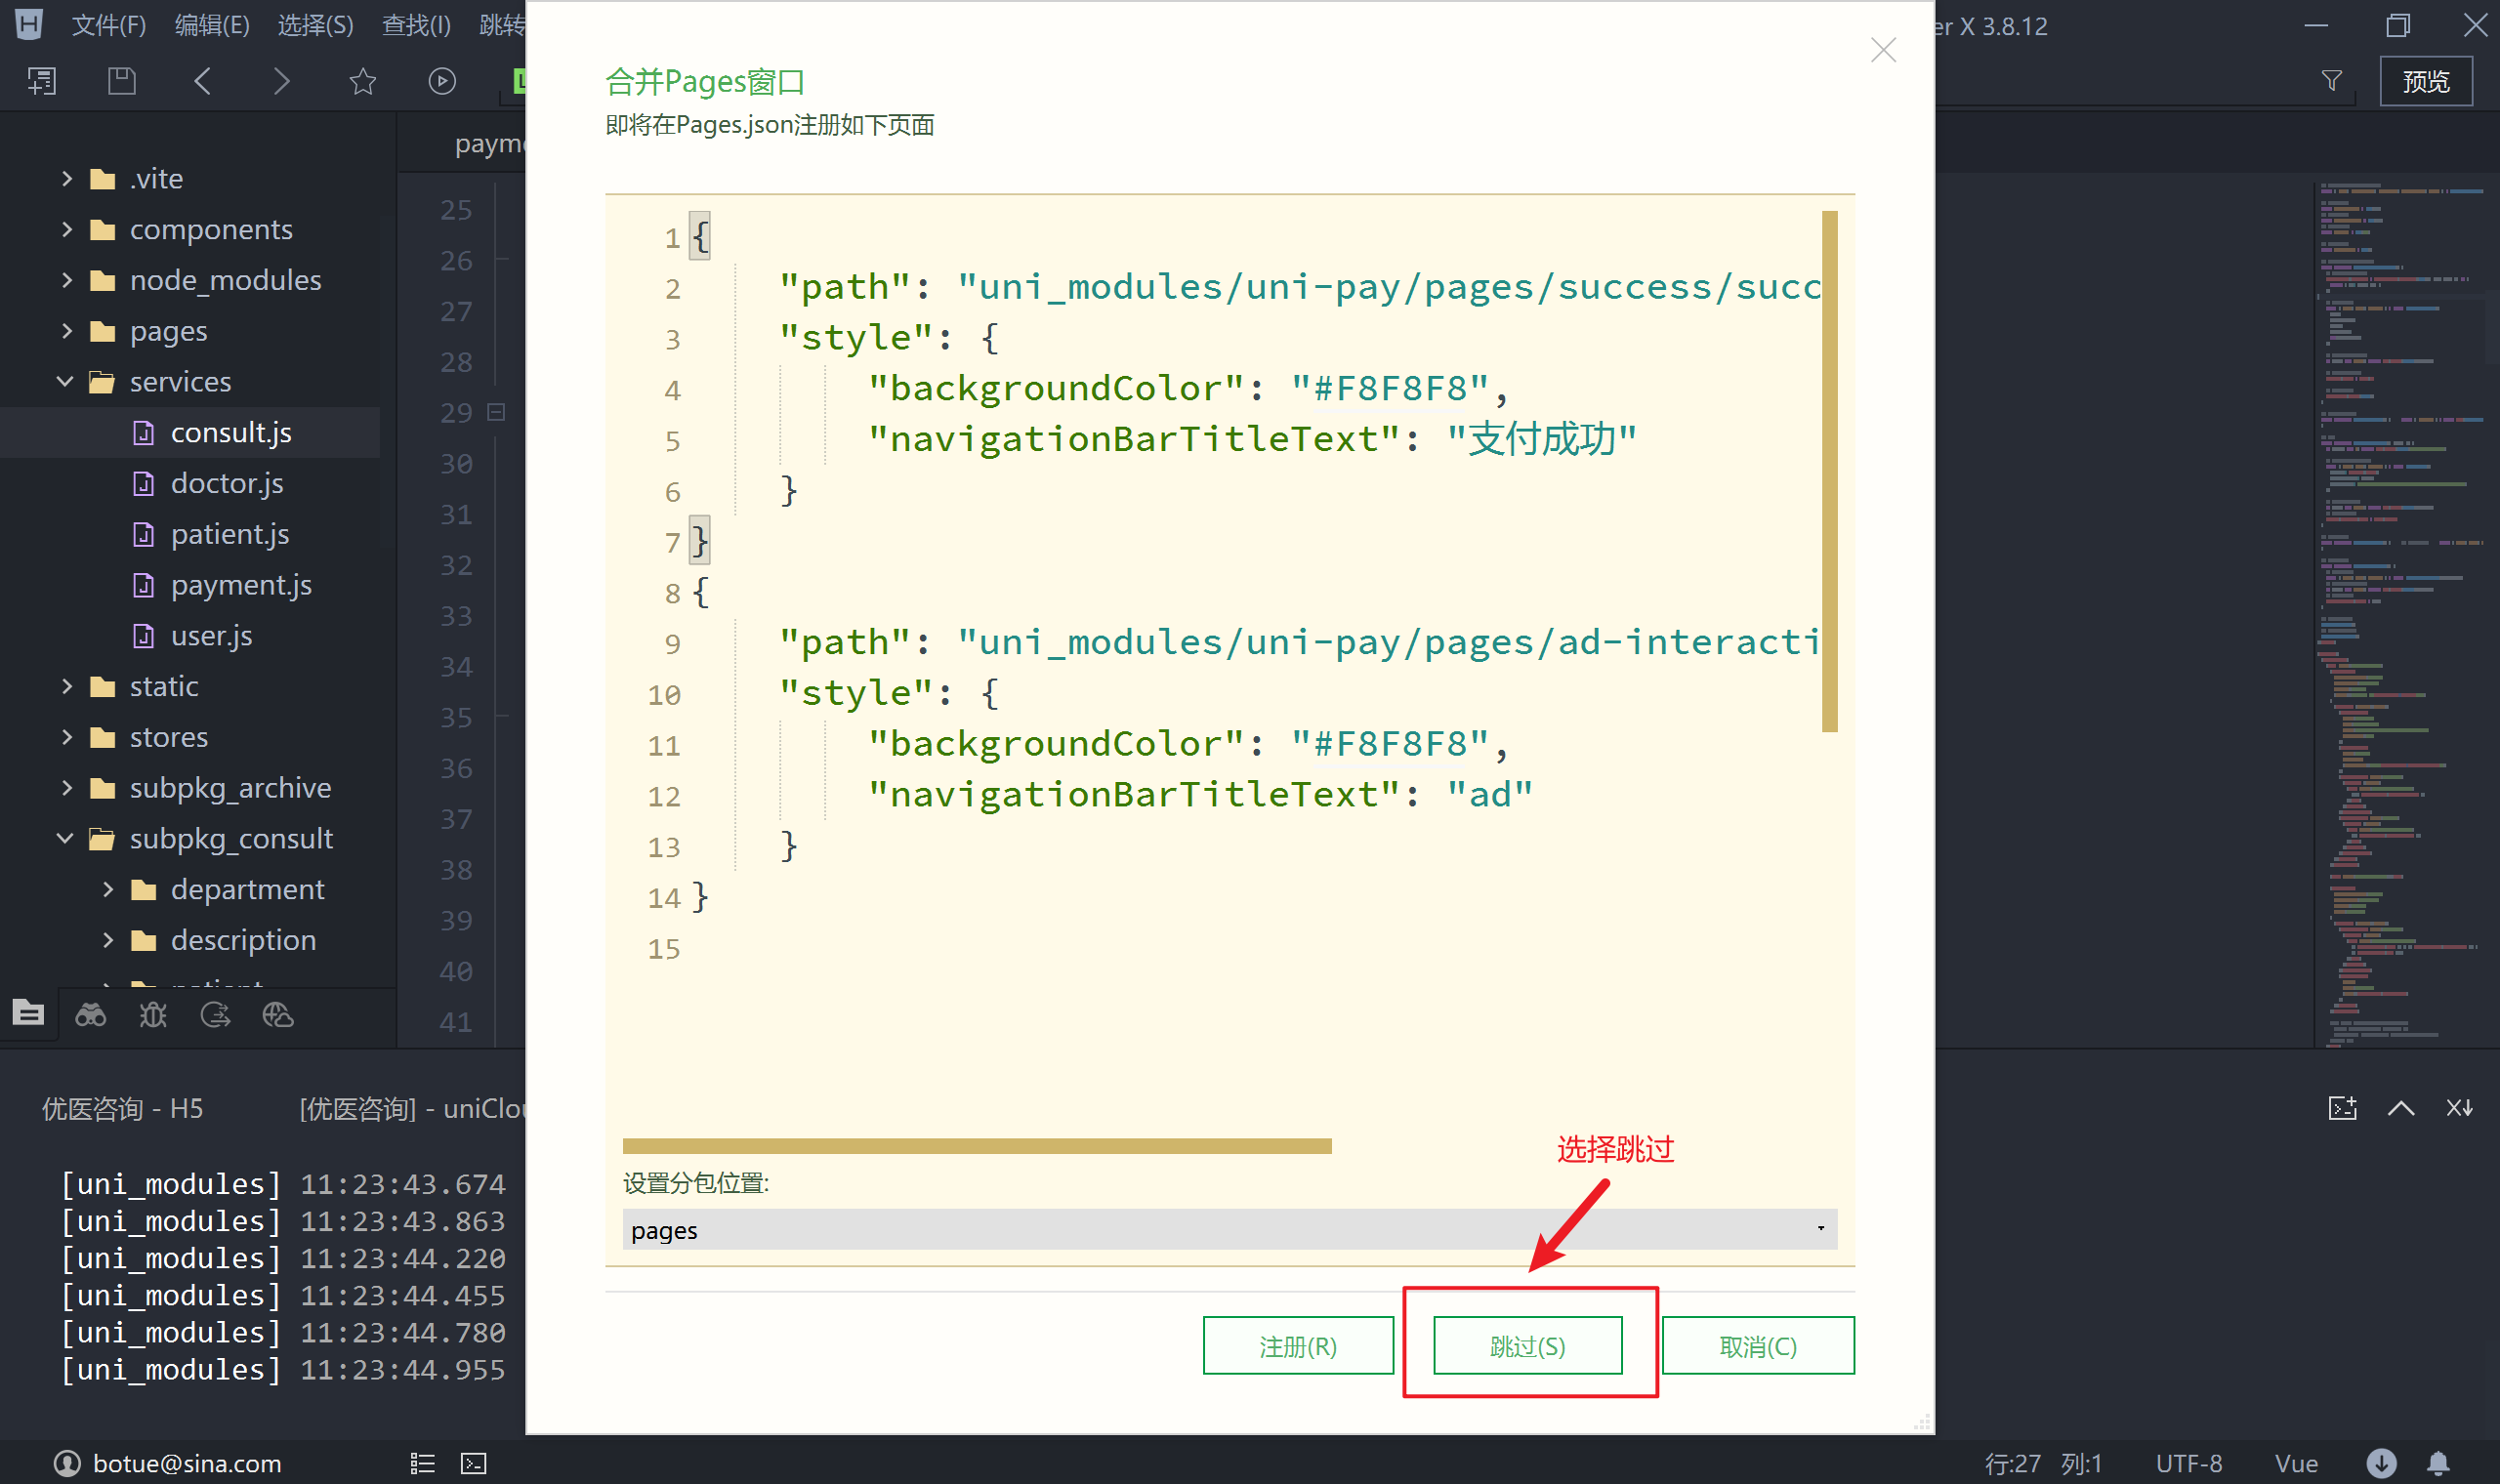 文件(F) 编辑(E) 选择(S) 查找(I) 跳转
er X 3.8.12
预览
.vite
components
node_modules
pages
services
consult.js
doctor.js
patient.js
payment.js
user.js
static
stores
subpkg_archive
subpkg_consult
department
description
25
26
27
28
29
30
31
32
33
34
35
36
37
38
39
40
41
合并Pages窗口
即将在Pages.json注册如下页面
1 {
2 "path": "uni_modules/uni-pay/pages/success/succ
3 "style": {
4 "backgroundColor": "#F8F8F8",
5 "navigationBarTitleText": "支付成功"
6 }
7 }
8 {
9 "path": "uni_modules/uni-pay/pages/ad-interacti
10 "style": {
11 "backgroundColor": "#F8F8F8",
12 "navigationBarTitleText": "ad"
13 }
14 }
15
选择跳过
设置分包位置:
pages
注册(R) 跳过(S) 取消(C)
优医咨询 - H5 [优医咨询] - uniClou
[uni_modules] 11:23:43.674
[uni_modules] 11:23:43.863
[uni_modules] 11:23:44.220
[uni_modules] 11:23:44.455
[uni_modules] 11:23:44.780
[uni_modules] 11:23:44.955
botue@sina.com
行:27 列:1 UTF-8 Vue